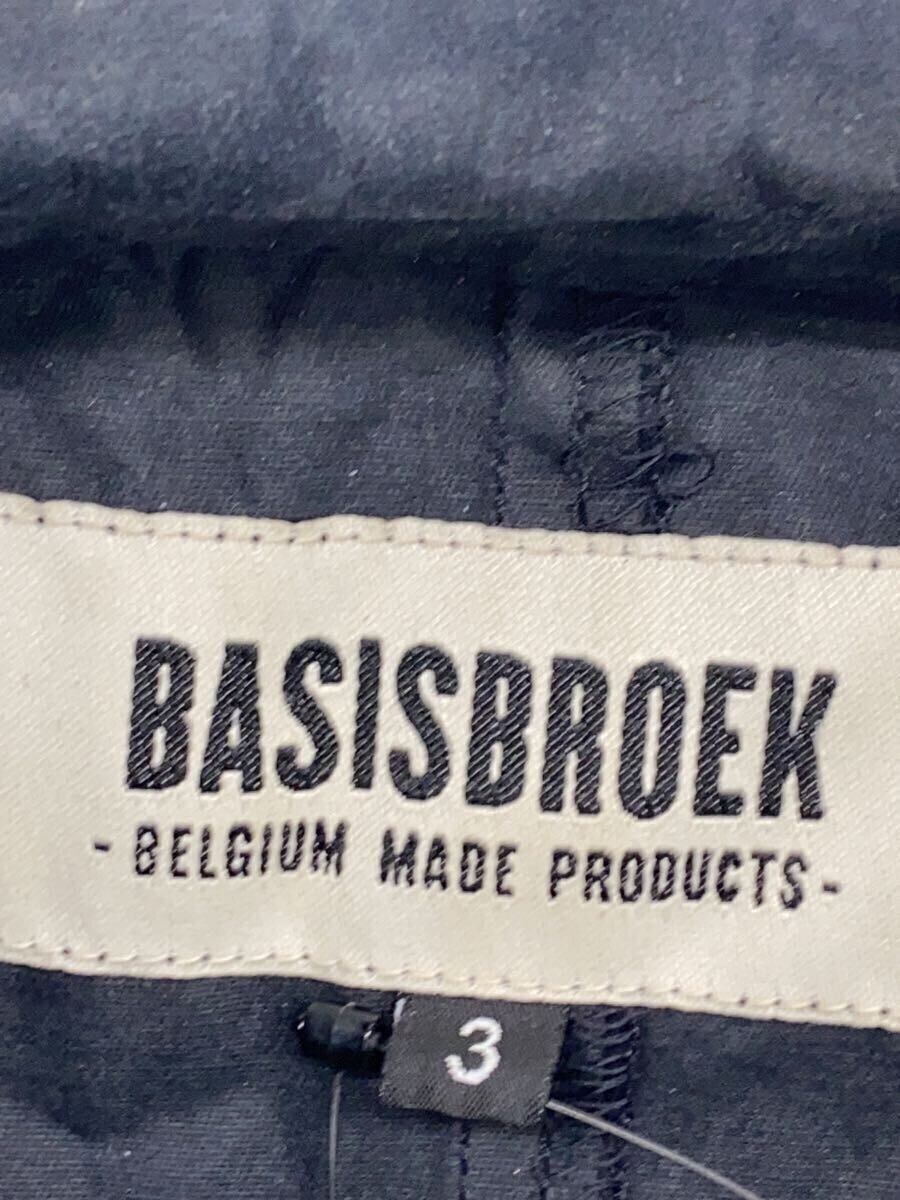 BASISBROEK
- BELGIUM MADE PRODUCTS -
3